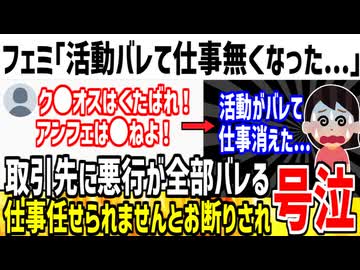 フェミ「活動バレて仕事無くなった…」
ク●オスはくたばれ！
アンフェは●ねよ！
活動がバレて
仕事消えた…
取引先に悪行が全部バレる
仕事任せられませんとお断りされ
号泣